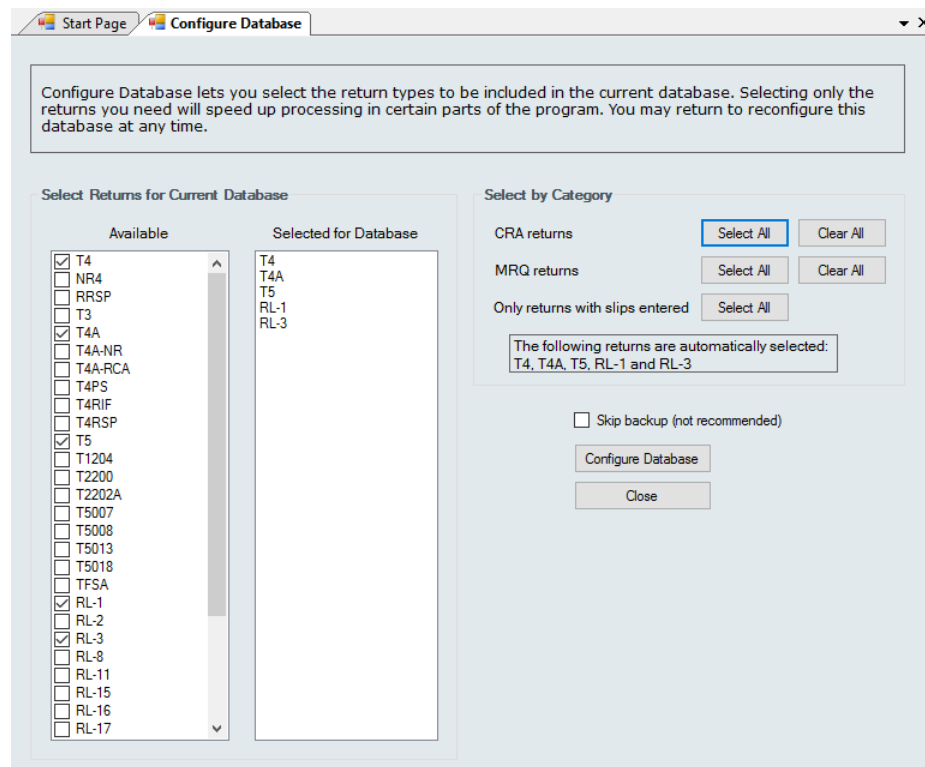 Start Page
Configure Database
Configure Database lets you select the return types to be included in the current database. Selecting only the
returns you need will speed up processing in certain parts of the program. You may return to reconfigure this
database at any time.
Select Returns for Current Database
Available
T4
NR4
RRSP
T3
T4A
T4A-NR
T4A-RCA
T4PS
T4RIF
T4RSP
T5
T1204
T2200
T2202A
T5007
T5008
T5013
T5018
TFSA
RL-1
RL-2
RL-3
RL-8
RL-11
RL-15
RL-16
RL-17
Selected for Database
T4
T4A
T5
RL-1
RL-3
Select by Category
CRA returns Select All Clear All
MRQ returns Select All Clear All
Only returns with slips entered Select All
The following returns are automatically selected:
T4, T4A, T5, RL-1 and RL-3
Skip backup (not recommended)
Configure Database
Close